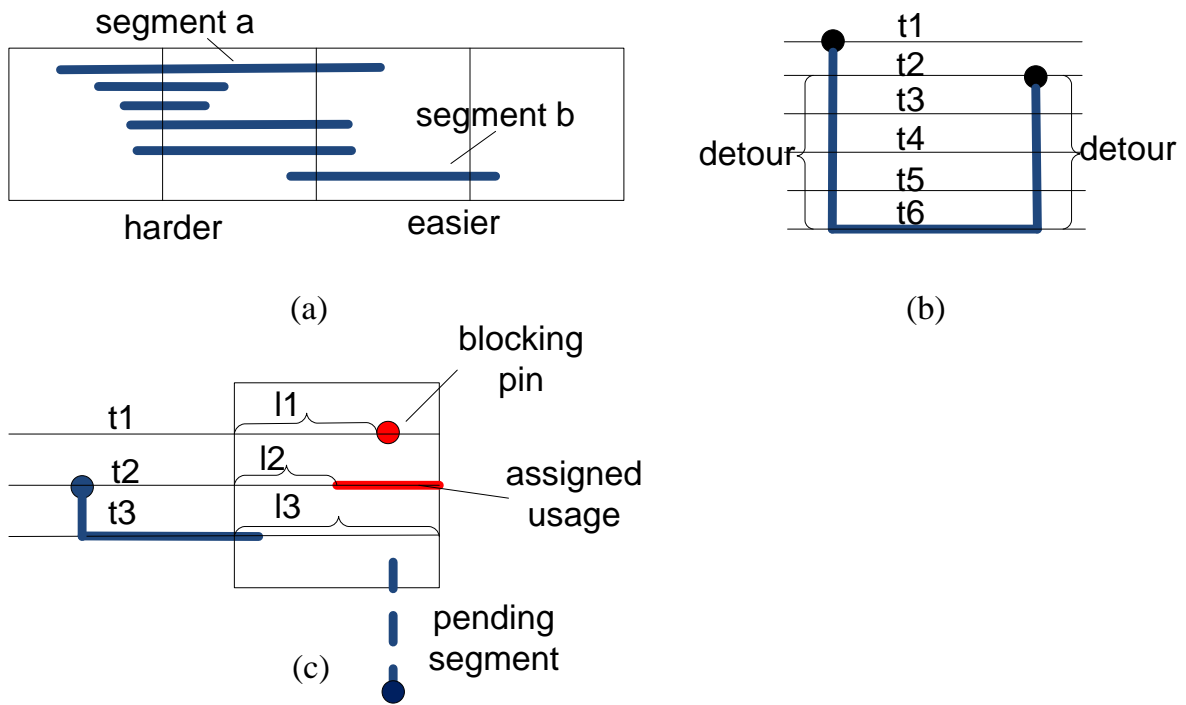 segment a
segment b
harder
easier
(a)
t1
t2
t3
t4
t5
t6
detour
detour
(b)
blocking
pin
t1
l1
t2
l2
t3
l3
assigned
usage
pending
segment
(c)